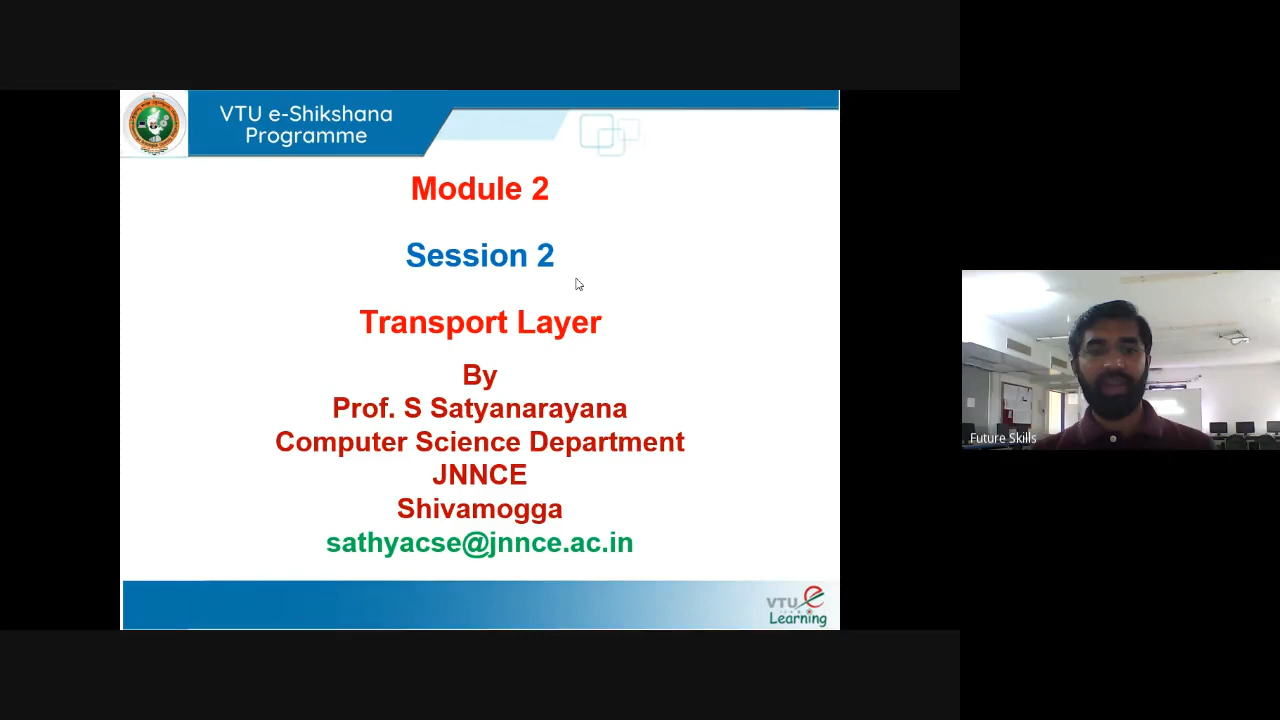 VTU e-Shikshana
Programme
Module 2
Session 2
Transport Layer
By
Prof. S Satyanarayana
Computer Science Department
JNNCE
Shivamogga
sathyacse@jnnce.ac.in
VTU e
Learning
Future Skills